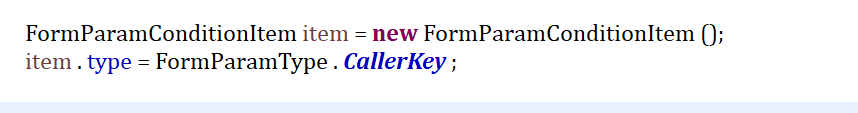 FormParamConditionItem item = new FormParamConditionItem ();
item . type = FormParamType . CallerKey ;